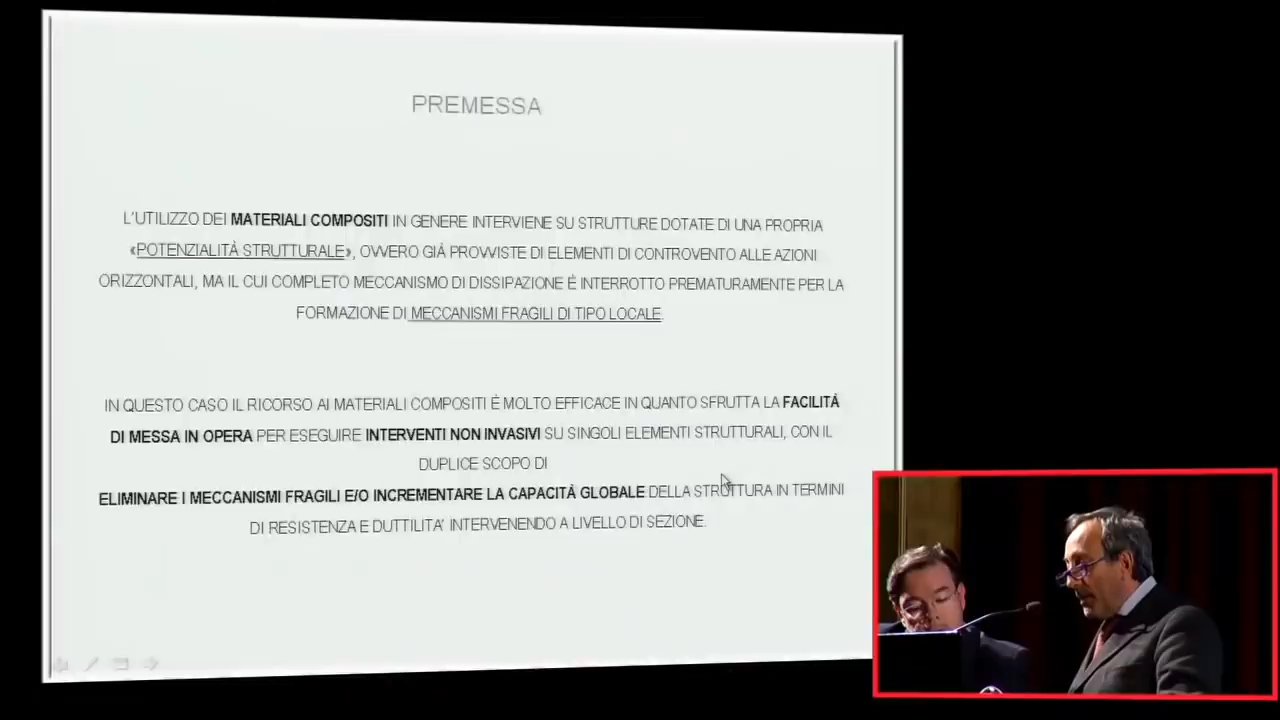 PREMESSA
L'UTILIZZO DEI MATERIALI COMPOSITI IN GENERE INTERVIENE SU STRUTTURE DOTATE DI UNA PROPRIA
«POTENZIALITÀ STRUTTURALE», OVVERO GIÀ PROVVISTE DI ELEMENTI DI CONTROVENTO ALLE AZIONI
ORIZZONTALI, MA IL CUI COMPLETO MECCANISMO DI DISSIPAZIONE È INTERROTTO PREMATURAMENTE PER LA
FORMAZIONE DI MECCANISMI FRAGILI DI TIPO LOCALE.
IN QUESTO CASO IL RICORSO AI MATERIALI COMPOSITI È MOLTO EFFICACE IN QUANTO SFRUTTA LA FACILITÀ
DI MESSA IN OPERA PER ESEGUIRE INTERVENTI NON INVASIVI SU SINGOLI ELEMENTI STRUTTURALI, CON IL
DUPLICE SCOPO DI
ELIMINARE I MECCANISMI FRAGILI E/O INCREMENTARE LA CAPACITÀ GLOBALE DELLA STRUTTURA IN TERMINI
DI RESISTENZA E DUTTILITA' INTERVENENDO A LIVELLO DI SEZIONE.